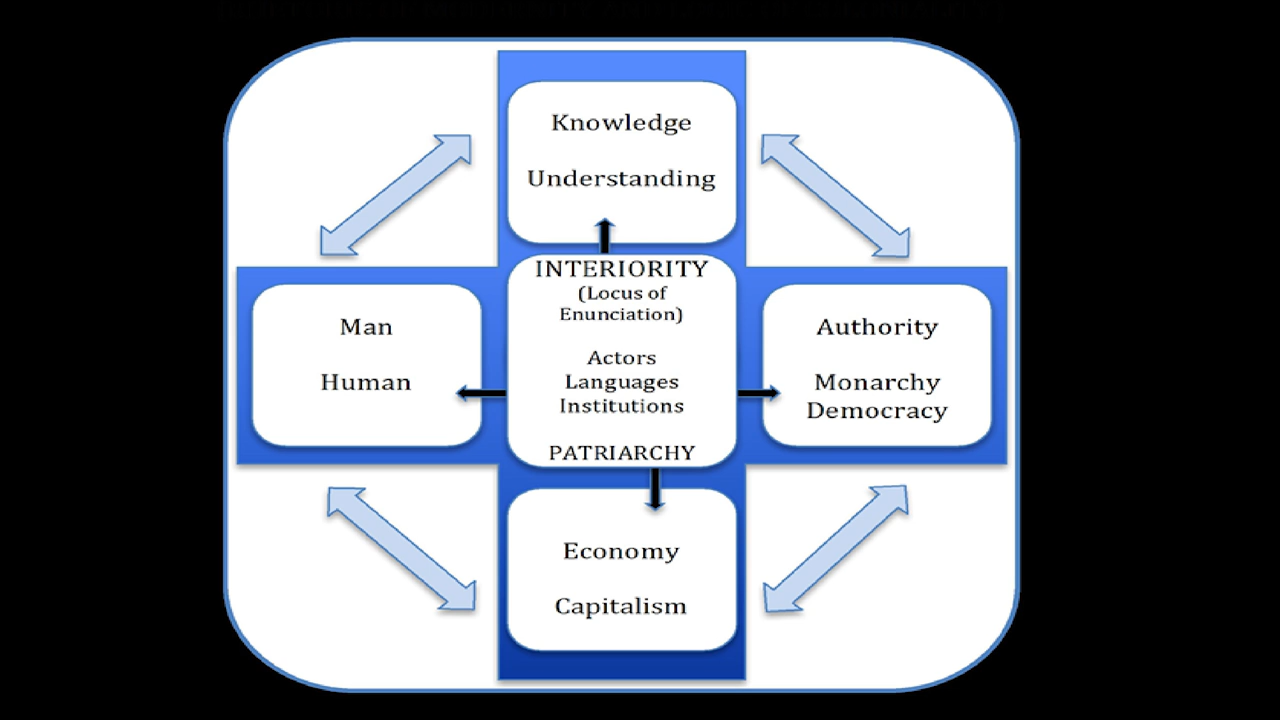 Knowledge
Understanding
INTERIORITY
(Locus of
Enunciation)
Actors
Languages
Institutions
PATRIARCHY
Man
Human
Authority
Monarchy
Democracy
Economy
Capitalism